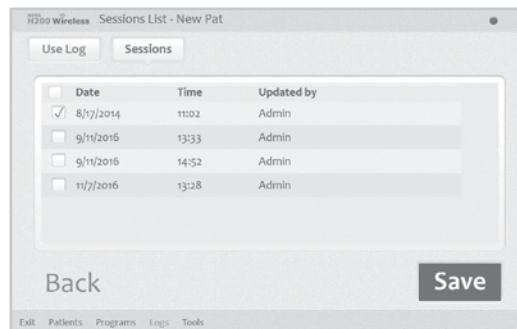 H200 Wireless Sessions List - New Pat
Use Log Sessions
Date Time Updated by
8/17/2014 11:02 Admin
9/11/2016 13:33 Admin
9/11/2016 14:52 Admin
11/7/2016 13:28 Admin
Back Save
Exit Patients Programs Logs Tools